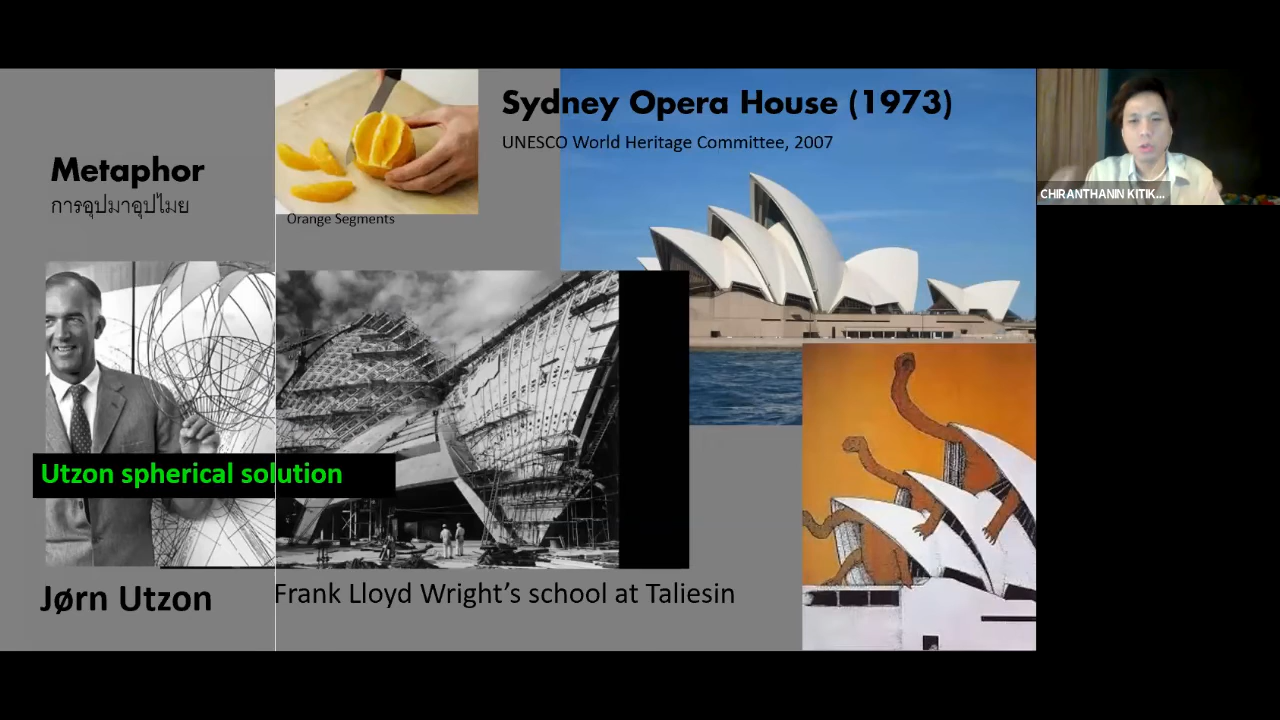 Metaphor
การอุปมาอุปไมย
Orange Segments
Sydney Opera House (1973)
UNESCO World Heritage Committee, 2007
CHIRANTHANIN KITIK...
Utzon spherical solution
Jørn Utzon
Frank Lloyd Wright’s school at Taliesin